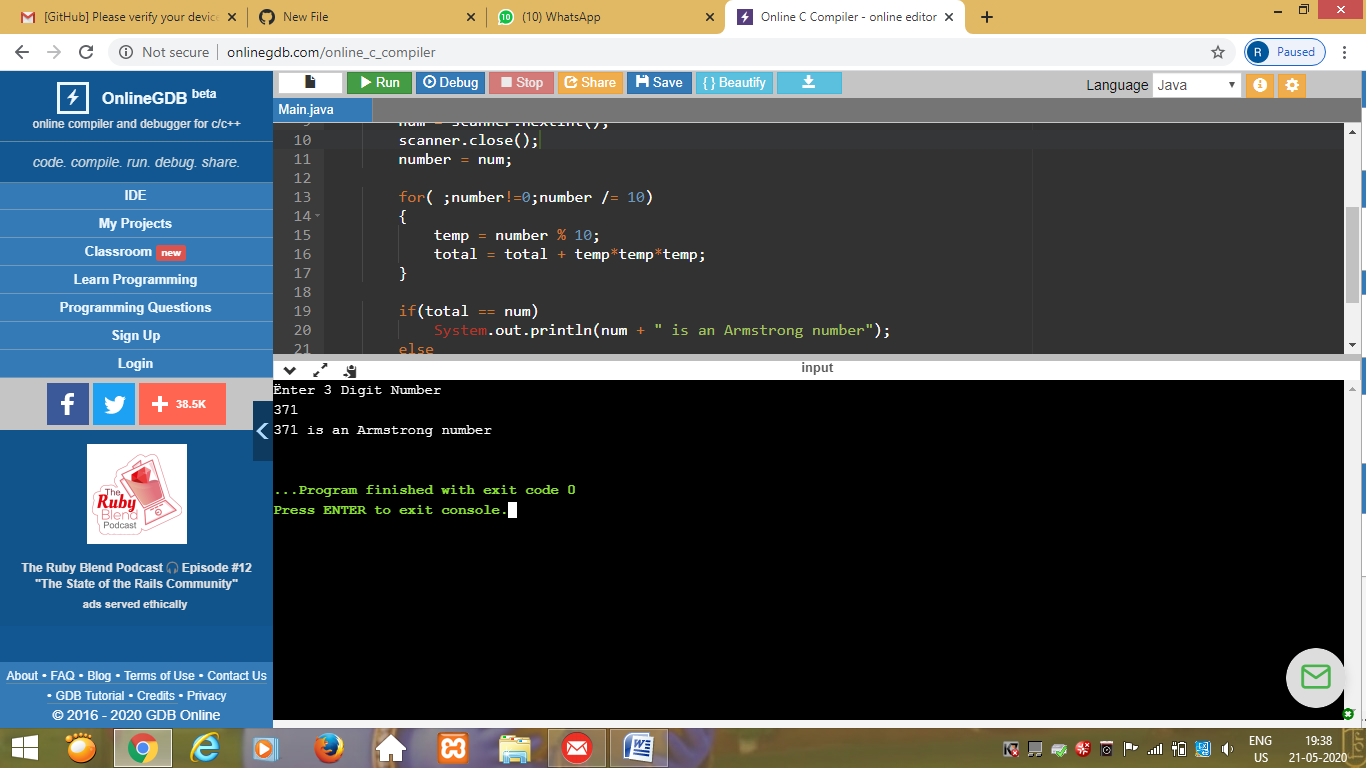 [GitHub] Please verify your device
New File
(10) WhatsApp
Online C Compiler - online editor
Not secure
onlinegdb.com/online_c_compiler
R Paused
OnlineGDB beta
online compiler and debugger for c/c++
code. compile. run. debug. share.
IDE
My Projects
Classroom new
Learn Programming
Programming Questions
Sign Up
Login
38.5K
The Ruby Blend Podcast
The Ruby Blend Podcast 🎧 Episode #12
"The State of the Rails Community"
ads served ethically
About • FAQ • Blog • Terms of Use • Contact Us
• GDB Tutorial • Credits • Privacy
© 2016 - 2020 GDB Online
Run
Debug
Stop
Share
Save
{ } Beautify
Language Java
Main.java
9 num = scanner.nextInt();
10 scanner.close();
11 number = num;
12
13 for( ;number!=0;number /= 10)
14 {
15 temp = number % 10;
16 total = total + temp*temp*temp;
17 }
18
19 if(total == num)
20 System.out.println(num + " is an Armstrong number");
21 else
input
Enter 3 Digit Number
371
371 is an Armstrong number
...Program finished with exit code 0
Press ENTER to exit console.
ENG
US
19:38
21-05-2020